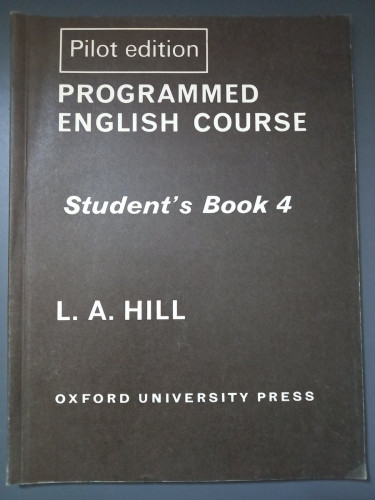 Pilot edition
PROGRAMMED
ENGLISH COURSE
Student's Book 4
L. A. HILL
OXFORD UNIVERSITY PRESS